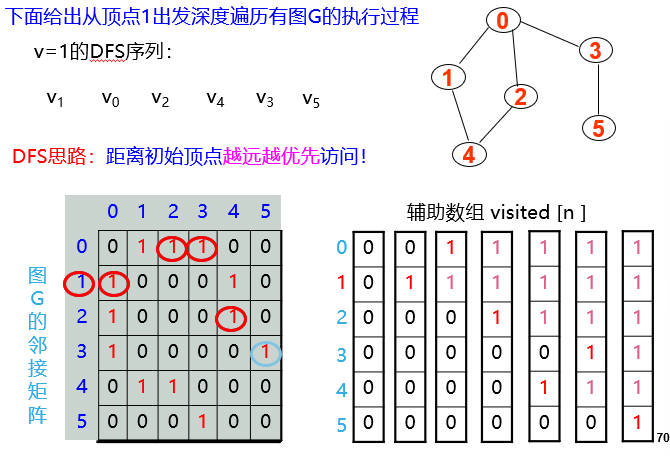 下面给出从顶点1出发深度遍历有图G的执行过程
v=1的DFS序列：
v1 v0 v2 v4 v3 v5
DFS思路：距离初始顶点越远越优先访问！
0
3
1
2
5
4
0 1 2 3 4 5
0 0 1 1 1 0 0
1 1 0 0 0 1 0
2 1 0 0 0 1 0
3 1 0 0 0 0 1
4 0 1 1 0 0 0
5 0 0 0 1 0 0
图G的邻接矩阵
辅助数组 visited [n ]
0 0 0 1 1 1 1 1
1 0 1 1 1 1 1 1
2 0 0 0 1 1 1 1
3 0 0 0 0 0 1 1
4 0 0 0 0 1 1 1
5 0 0 0 0 0 0 1
70